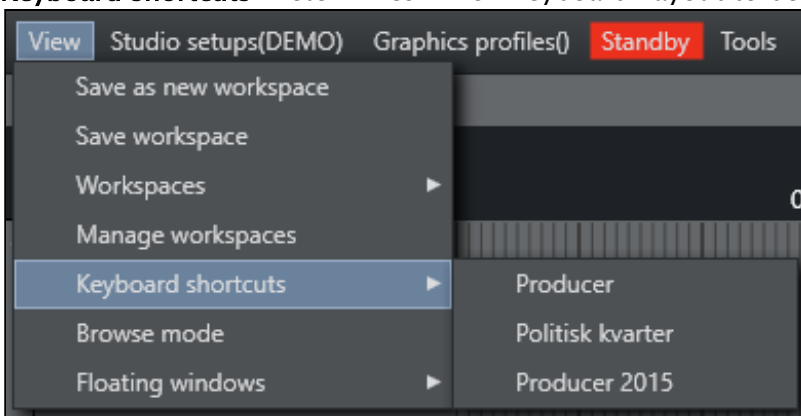 View Studio setups(DEMO) Graphics profiles() Standby Tools
Save as new workspace
Save workspace
Workspaces
Manage workspaces
Keyboard shortcuts
Producer
Browse mode
Politisk kvarter
Floating windows
Producer 2015